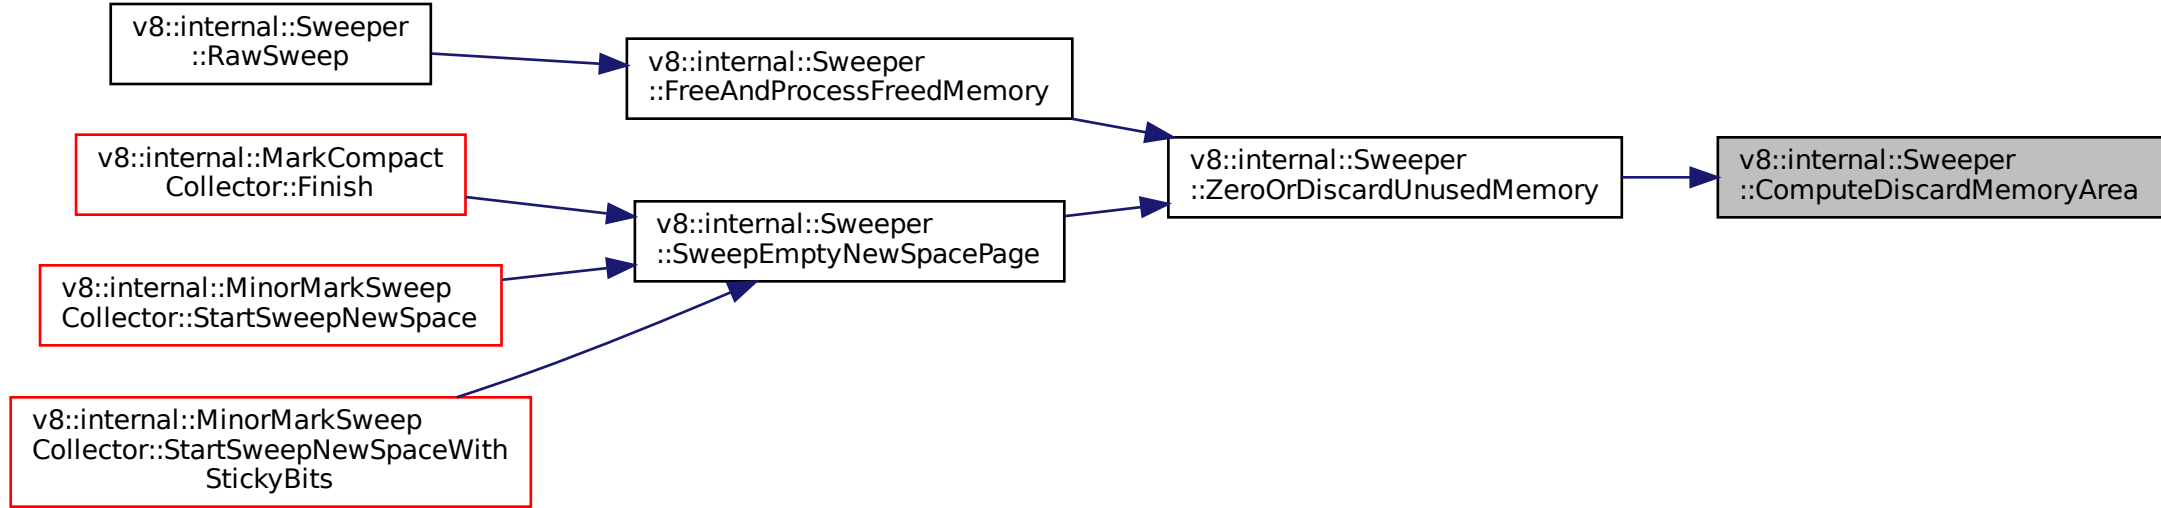 v8::internal::Sweeper
::RawSweep
v8::internal::MarkCompact
Collector::Finish
v8::internal::MinorMarkSweep
Collector::StartSweepNewSpace
v8::internal::MinorMarkSweep
Collector::StartSweepNewSpaceWith
StickyBits
v8::internal::Sweeper
::FreeAndProcessFreedMemory
v8::internal::Sweeper
::SweepEmptyNewSpacePage
v8::internal::Sweeper
::ZeroOrDiscardUnusedMemory
v8::internal::Sweeper
::ComputeDiscardMemoryArea